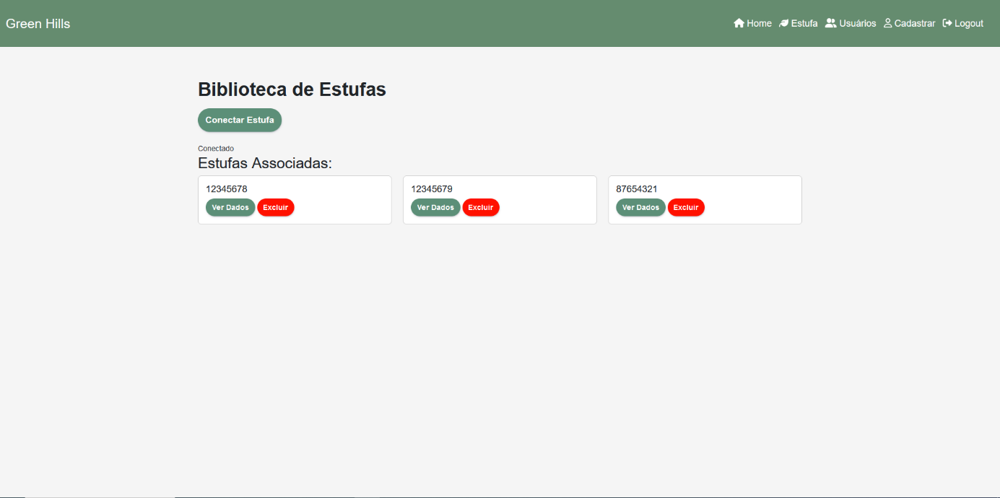 Green Hills
Home Estufa Usuários Cadastrar Logout
Biblioteca de Estufas
Conectar Estufa
Conectado
Estufas Associadas:
12345678
Ver Dados Excluir
12345679
Ver Dados Excluir
87654321
Ver Dados Excluir